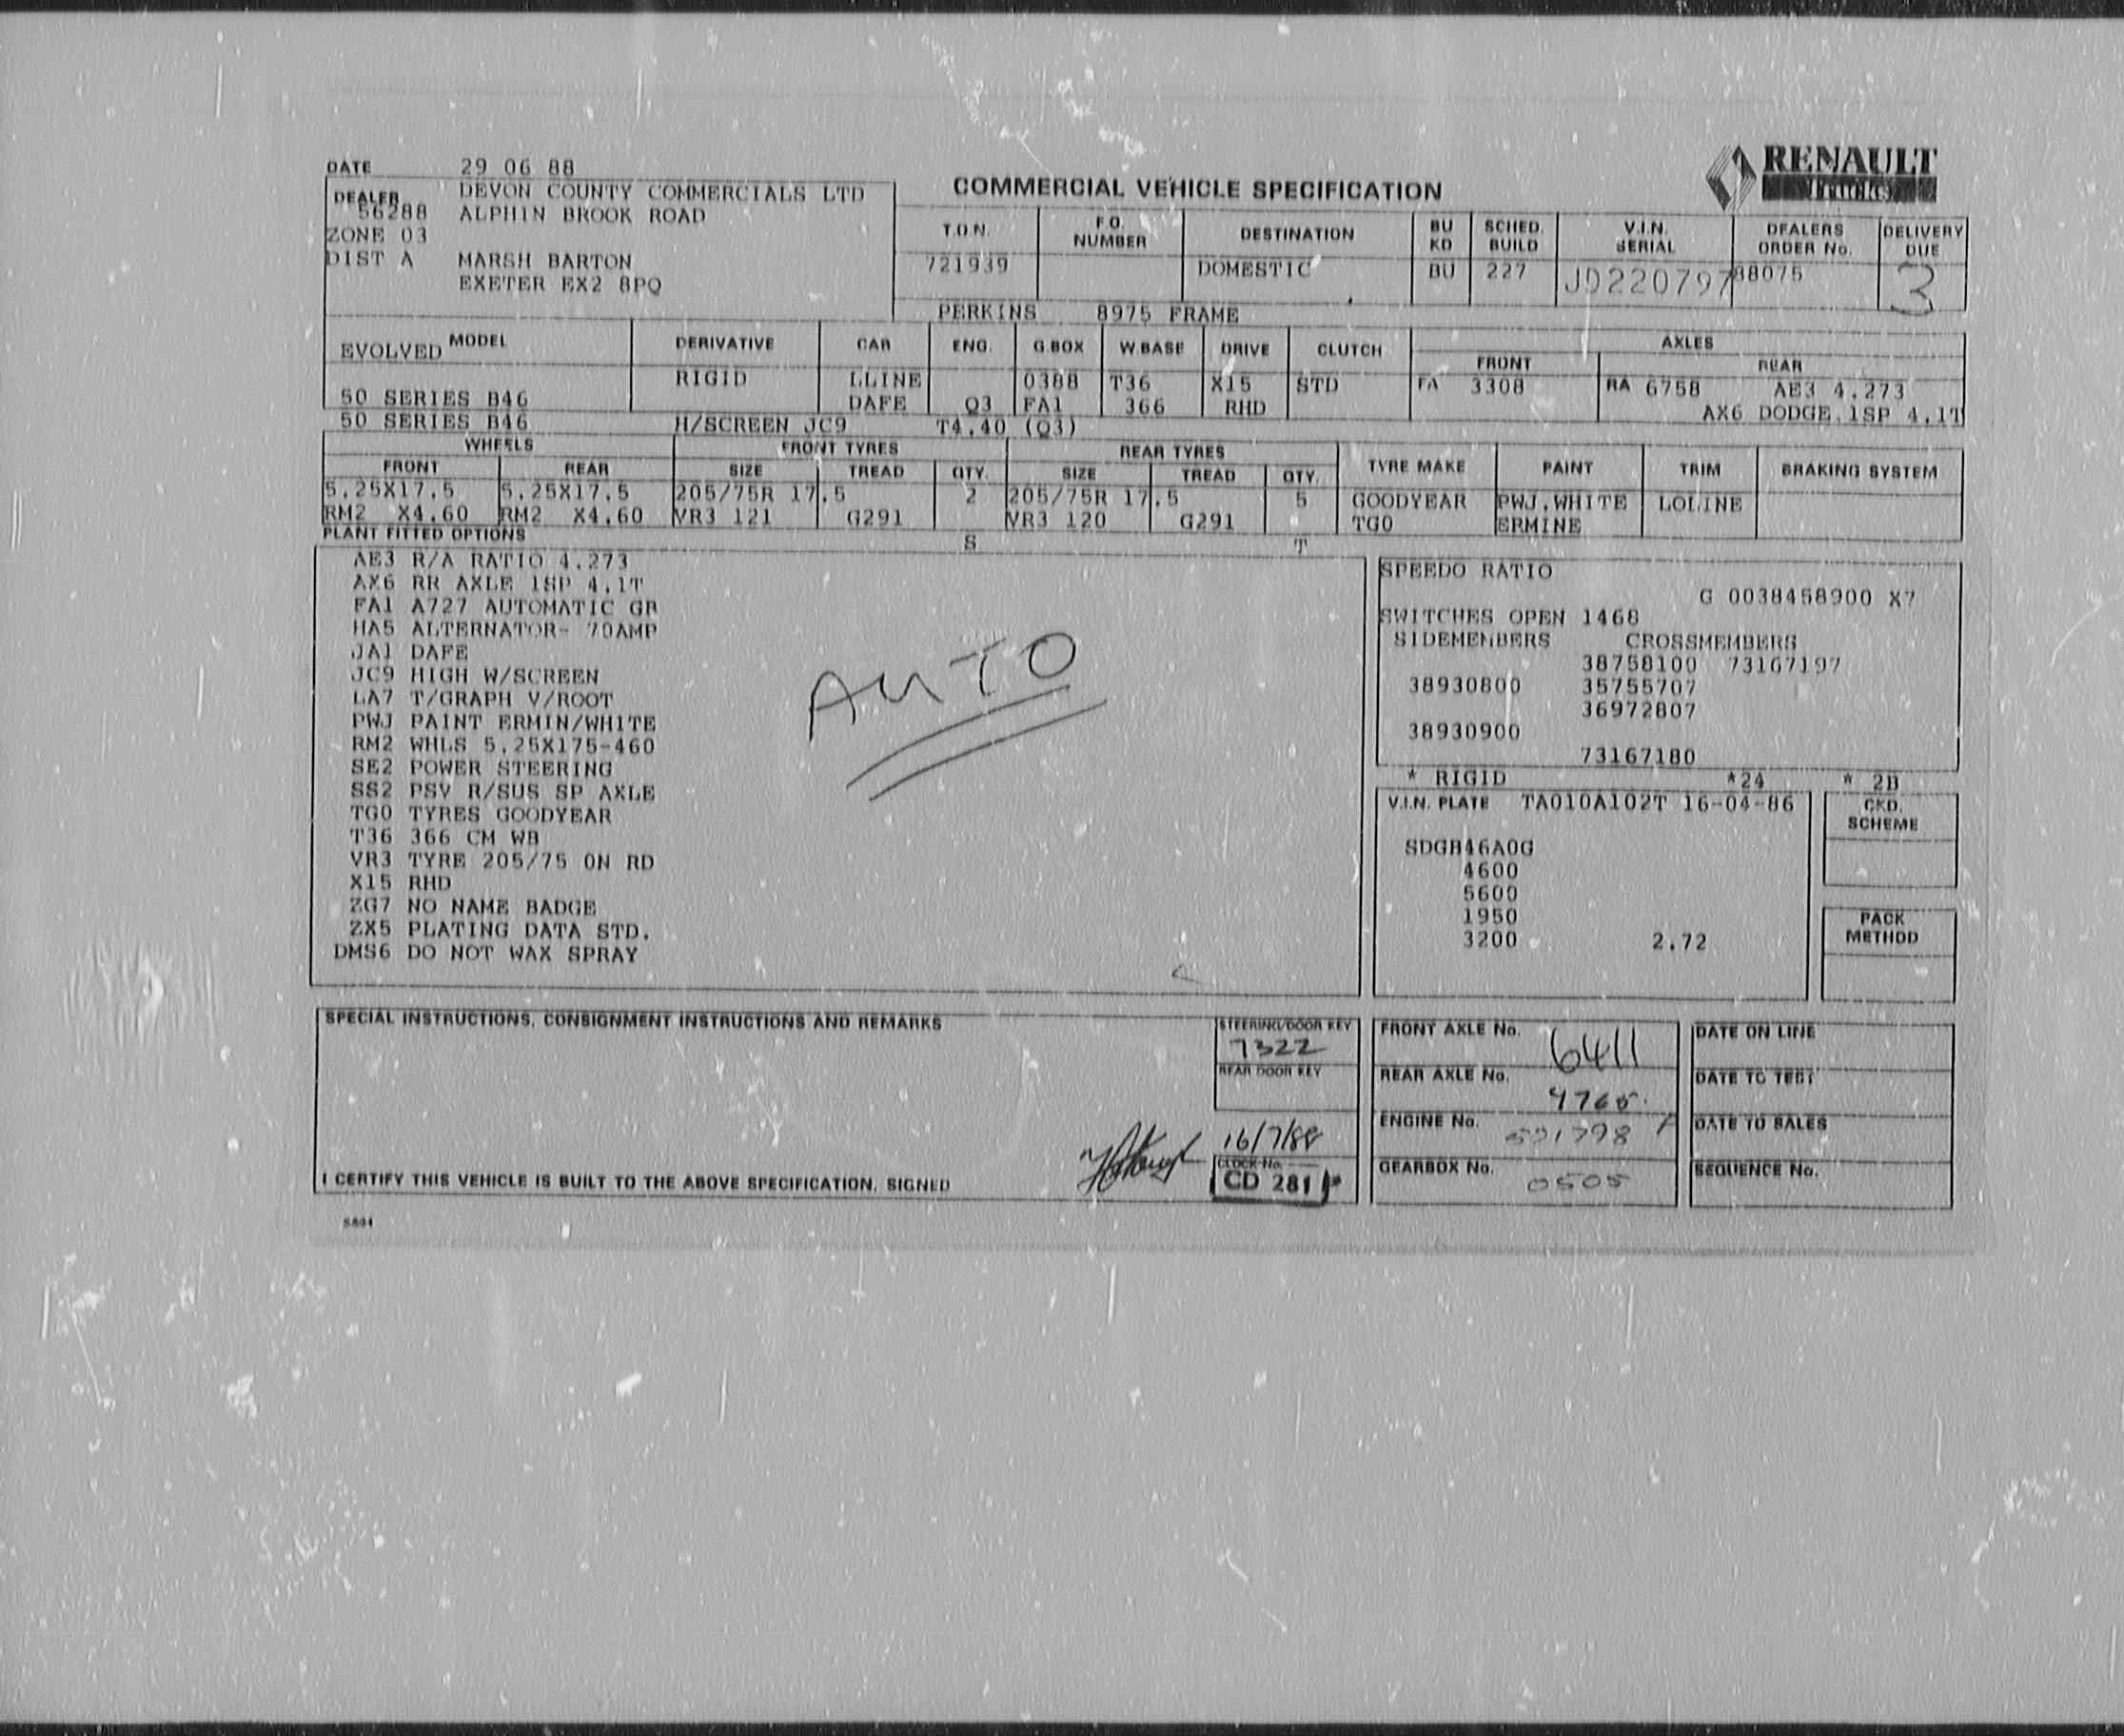 DATE 29 06 88
RENAULT
Trucks
DEALER DEVON COUNTY COMMERCIALS LTD
COMMERCIAL VEHICLE SPECIFICATION
56288 ALPHIN BROOK ROAD
ZONE 03
DIST A MARSH BARTON
EXETER EX2 8PQ
T.O.N. F.O. NUMBER DESTINATION BU KD SCHED. BUILD V.I.N. SERIAL DEALERS ORDER No. DELIVERY DUE
721939 DOMESTIC BU 227 JD220797 88075 3
PERKINS 8975 FRAME
MODEL DERIVATIVE CAB ENG. G.BOX W.BASE DRIVE CLUTCH AXLES
EVOLVED FRONT REAR
RIGID LLINE 0388 T36 X15 STD FA 3308 RA 6758 AE3 4.273
50 SERIES B46 DAFE Q3 FA1 366 RHD AX6 DODGE.1SP 4.1T
50 SERIES B46 H/SCREEN JC9 T4.40 (Q3)
WHEELS FRONT TYRES REAR TYRES
FRONT REAR SIZE TREAD QTY. SIZE TREAD QTY. TYRE MAKE PAINT TRIM BRAKING SYSTEM
5.25X17.5 5.25X17.5 205/75R 17.5 2 205/75R 17.5 5 GOODYEAR PWJ.WHITE LOLINE
RM2 X4.60 RM2 X4.60 VR3 121 G291 VR3 120 G291 TG0 ERMINE
PLANT FITTED OPTIONS S T
AE3 R/A RATIO 4.273
AX6 RR AXLE 1SP 4.1T
FA1 A727 AUTOMATIC GB
HA5 ALTERNATOR- 70AMP
JA1 DAFE
JC9 HIGH W/SCREEN
LA7 T/GRAPH V/ROOT
PWJ PAINT ERMIN/WHITE
RM2 WHLS 5.25X175-460
SE2 POWER STEERING
SS2 PSV R/SUS SP AXLE
TG0 TYRES GOODYEAR
T36 366 CM WB
VR3 TYRE 205/75 ON RD
X15 RHD
ZG7 NO NAME BADGE
ZX5 PLATING DATA STD.
DMS6 DO NOT WAX SPRAY
AUTO
SPEEDO RATIO
G 0038458900 X7
SWITCHES OPEN 1468
SIDEMEMBERS CROSSMEMBERS
38758100 73167197
38930800 35755707
36972807
38930900
73167180
* RIGID *24 * 2B
V.I.N. PLATE TA010A102T 16-04-86
SDGB46A0G
4600
5600
1950
3200 2.72
CKD. SCHEME
PACK METHOD
SPECIAL INSTRUCTIONS, CONSIGNMENT INSTRUCTIONS AND REMARKS
STEERING/DOOR KEY
7322
REAR DOOR KEY
16/7/88
CLOCK No.
CD 281
I CERTIFY THIS VEHICLE IS BUILT TO THE ABOVE SPECIFICATION. SIGNED
FRONT AXLE No. 6411
REAR AXLE No. 4765
ENGINE No.
GEARBOX No. 0505
DATE ON LINE
DATE TO TEST
DATE TO SALES
SEQUENCE No.